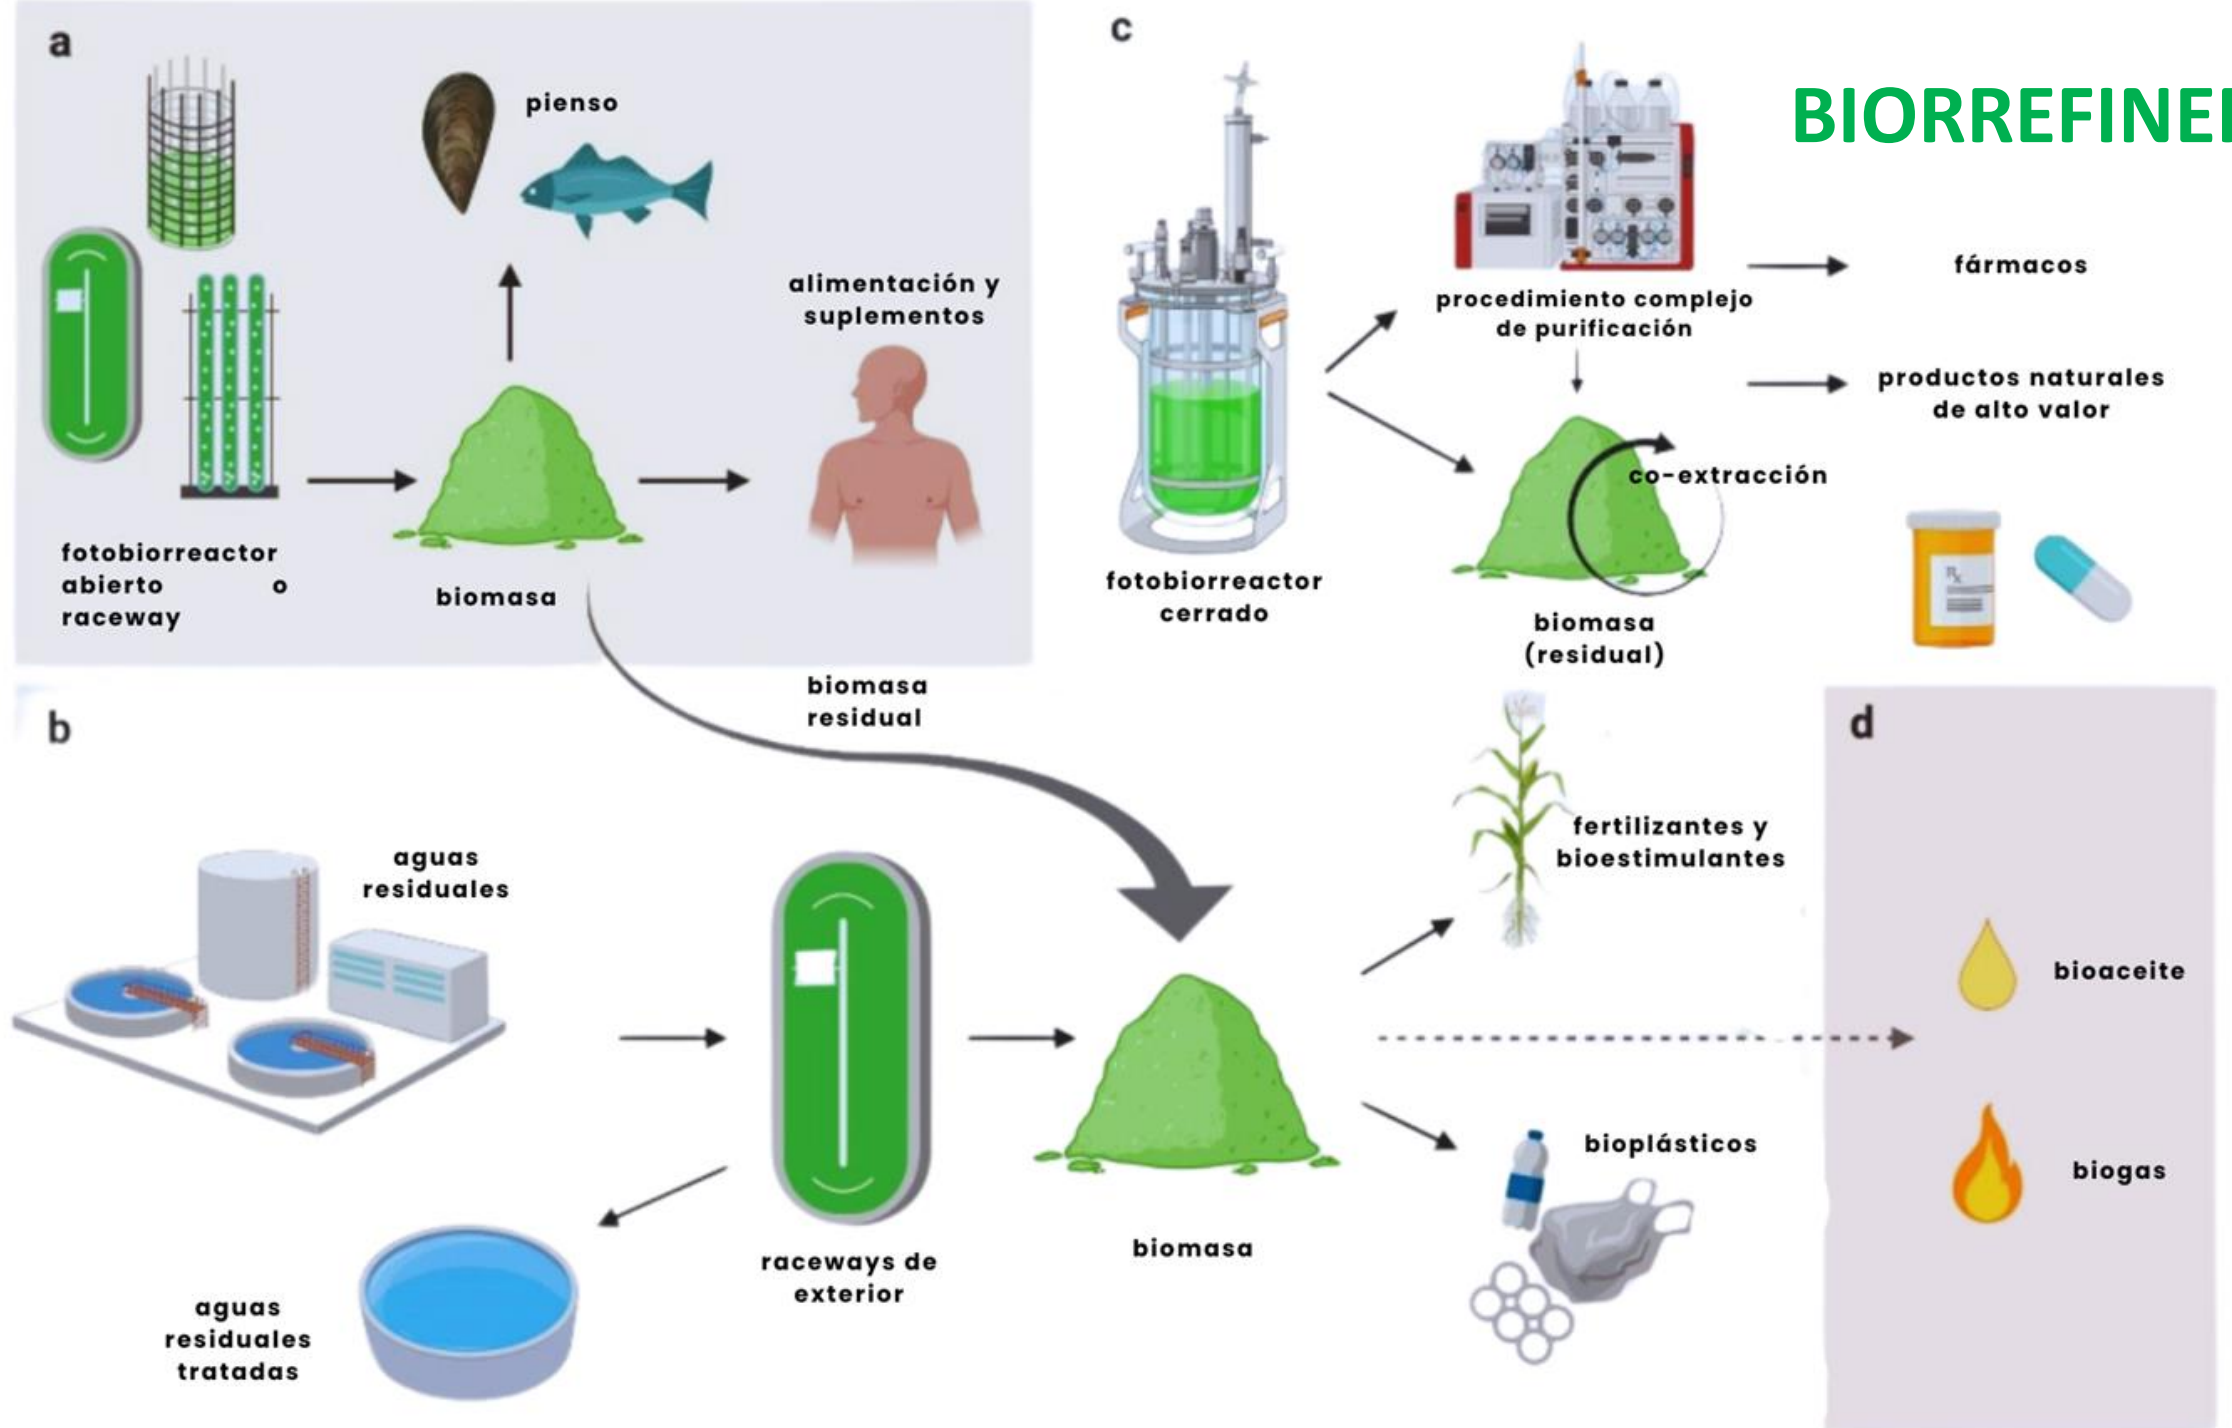 a
pienso
alimentación y
suplementos
fotobiorreactor
abierto o
raceway
biomasa
c
BIORREFINE
procedimiento complejo
de purificación
fármacos
productos naturales
de alto valor
co-extracción
fotobiorreactor
cerrado
biomasa
(residual)
Rx
biomasa
residual
b
aguas
residuales
raceways de
exterior
aguas
residuales
tratadas
biomasa
fertilizantes y
bioestimulantes
bioplásticos
d
bioaceite
biogas